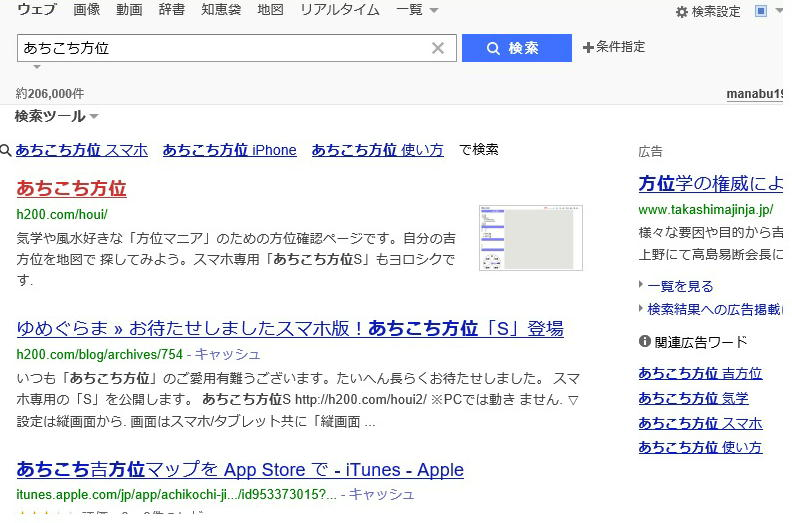 ウェブ 画像 動画 辞書 知恵袋 地図 リアルタイム 一覧
検索設定
あちこち方位
検索
条件指定
約206,000件
manabu19
検索ツール
あちこち方位 スマホ あちこち方位 iPhone あちこち方位 使い方 で検索
あちこち方位
h200.com/houi/
気学や風水好きな「方位マニア」のための方位確認ページです。自分の吉
方位を地図で 探してみよう。スマホ専用「あちこち方位S」もヨロシクで
す.
ゆめぐらま » お待たせしましたスマホ版！あちこち方位「S」登場
h200.com/blog/archives/754 - キャッシュ
いつも「あちこち方位」のご愛用有難うございます。たいへん長らくお待たせしました。 スマ
ホ専用の「S」を公開します。 あちこち方位S http://h200.com/houi2/ ※PCでは動き ません. ▽
設定は縦画面から. 画面はスマホ/タブレット共に「縦画面 ...
あちこち吉方位マップを App Store で - iTunes - Apple
itunes.apple.com/jp/app/achikochi-ji.../id953373015?... - キャッシュ
広告
方位学の権威によ
www.takashimajinja.jp/
様々な要因や目的から吉
上野にて高島易断会長に
一覧を見る
検索結果への広告掲載
関連広告ワード
あちこち方位 吉方位
あちこち方位 気学
あちこち方位 スマホ
あちこち方位 使い方